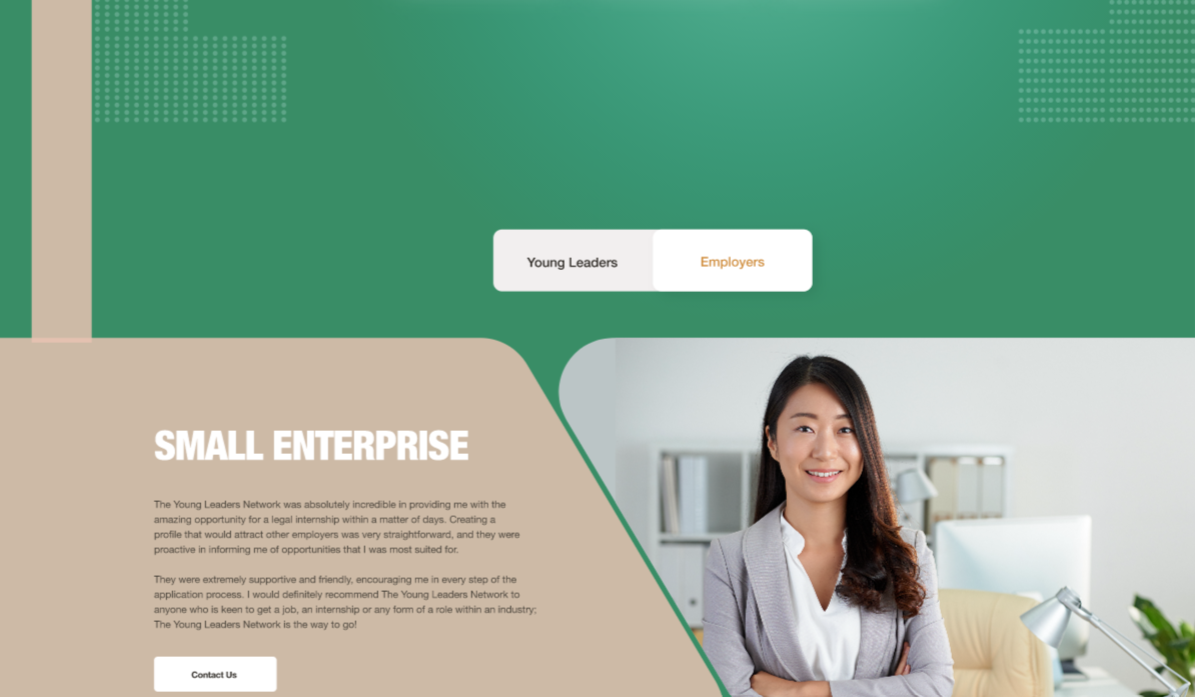 Young Leaders
Employers
SMALL ENTERPRISE
The Young Leaders Network was absolutely incredible in providing me with the
amazing opportunity for a legal internship within a matter of days. Creating a
profile that would attract other employers was very straightforward, and they were
proactive in informing me of opportunities that I was most suited for.
They were extremely supportive and friendly, encouraging me in every step of the
application process. I would definitely recommend The Young Leaders Network to
anyone who is keen to get a job, an internship or any form of a role within an industry;
The Young Leaders Network is the way to go!
Contact Us